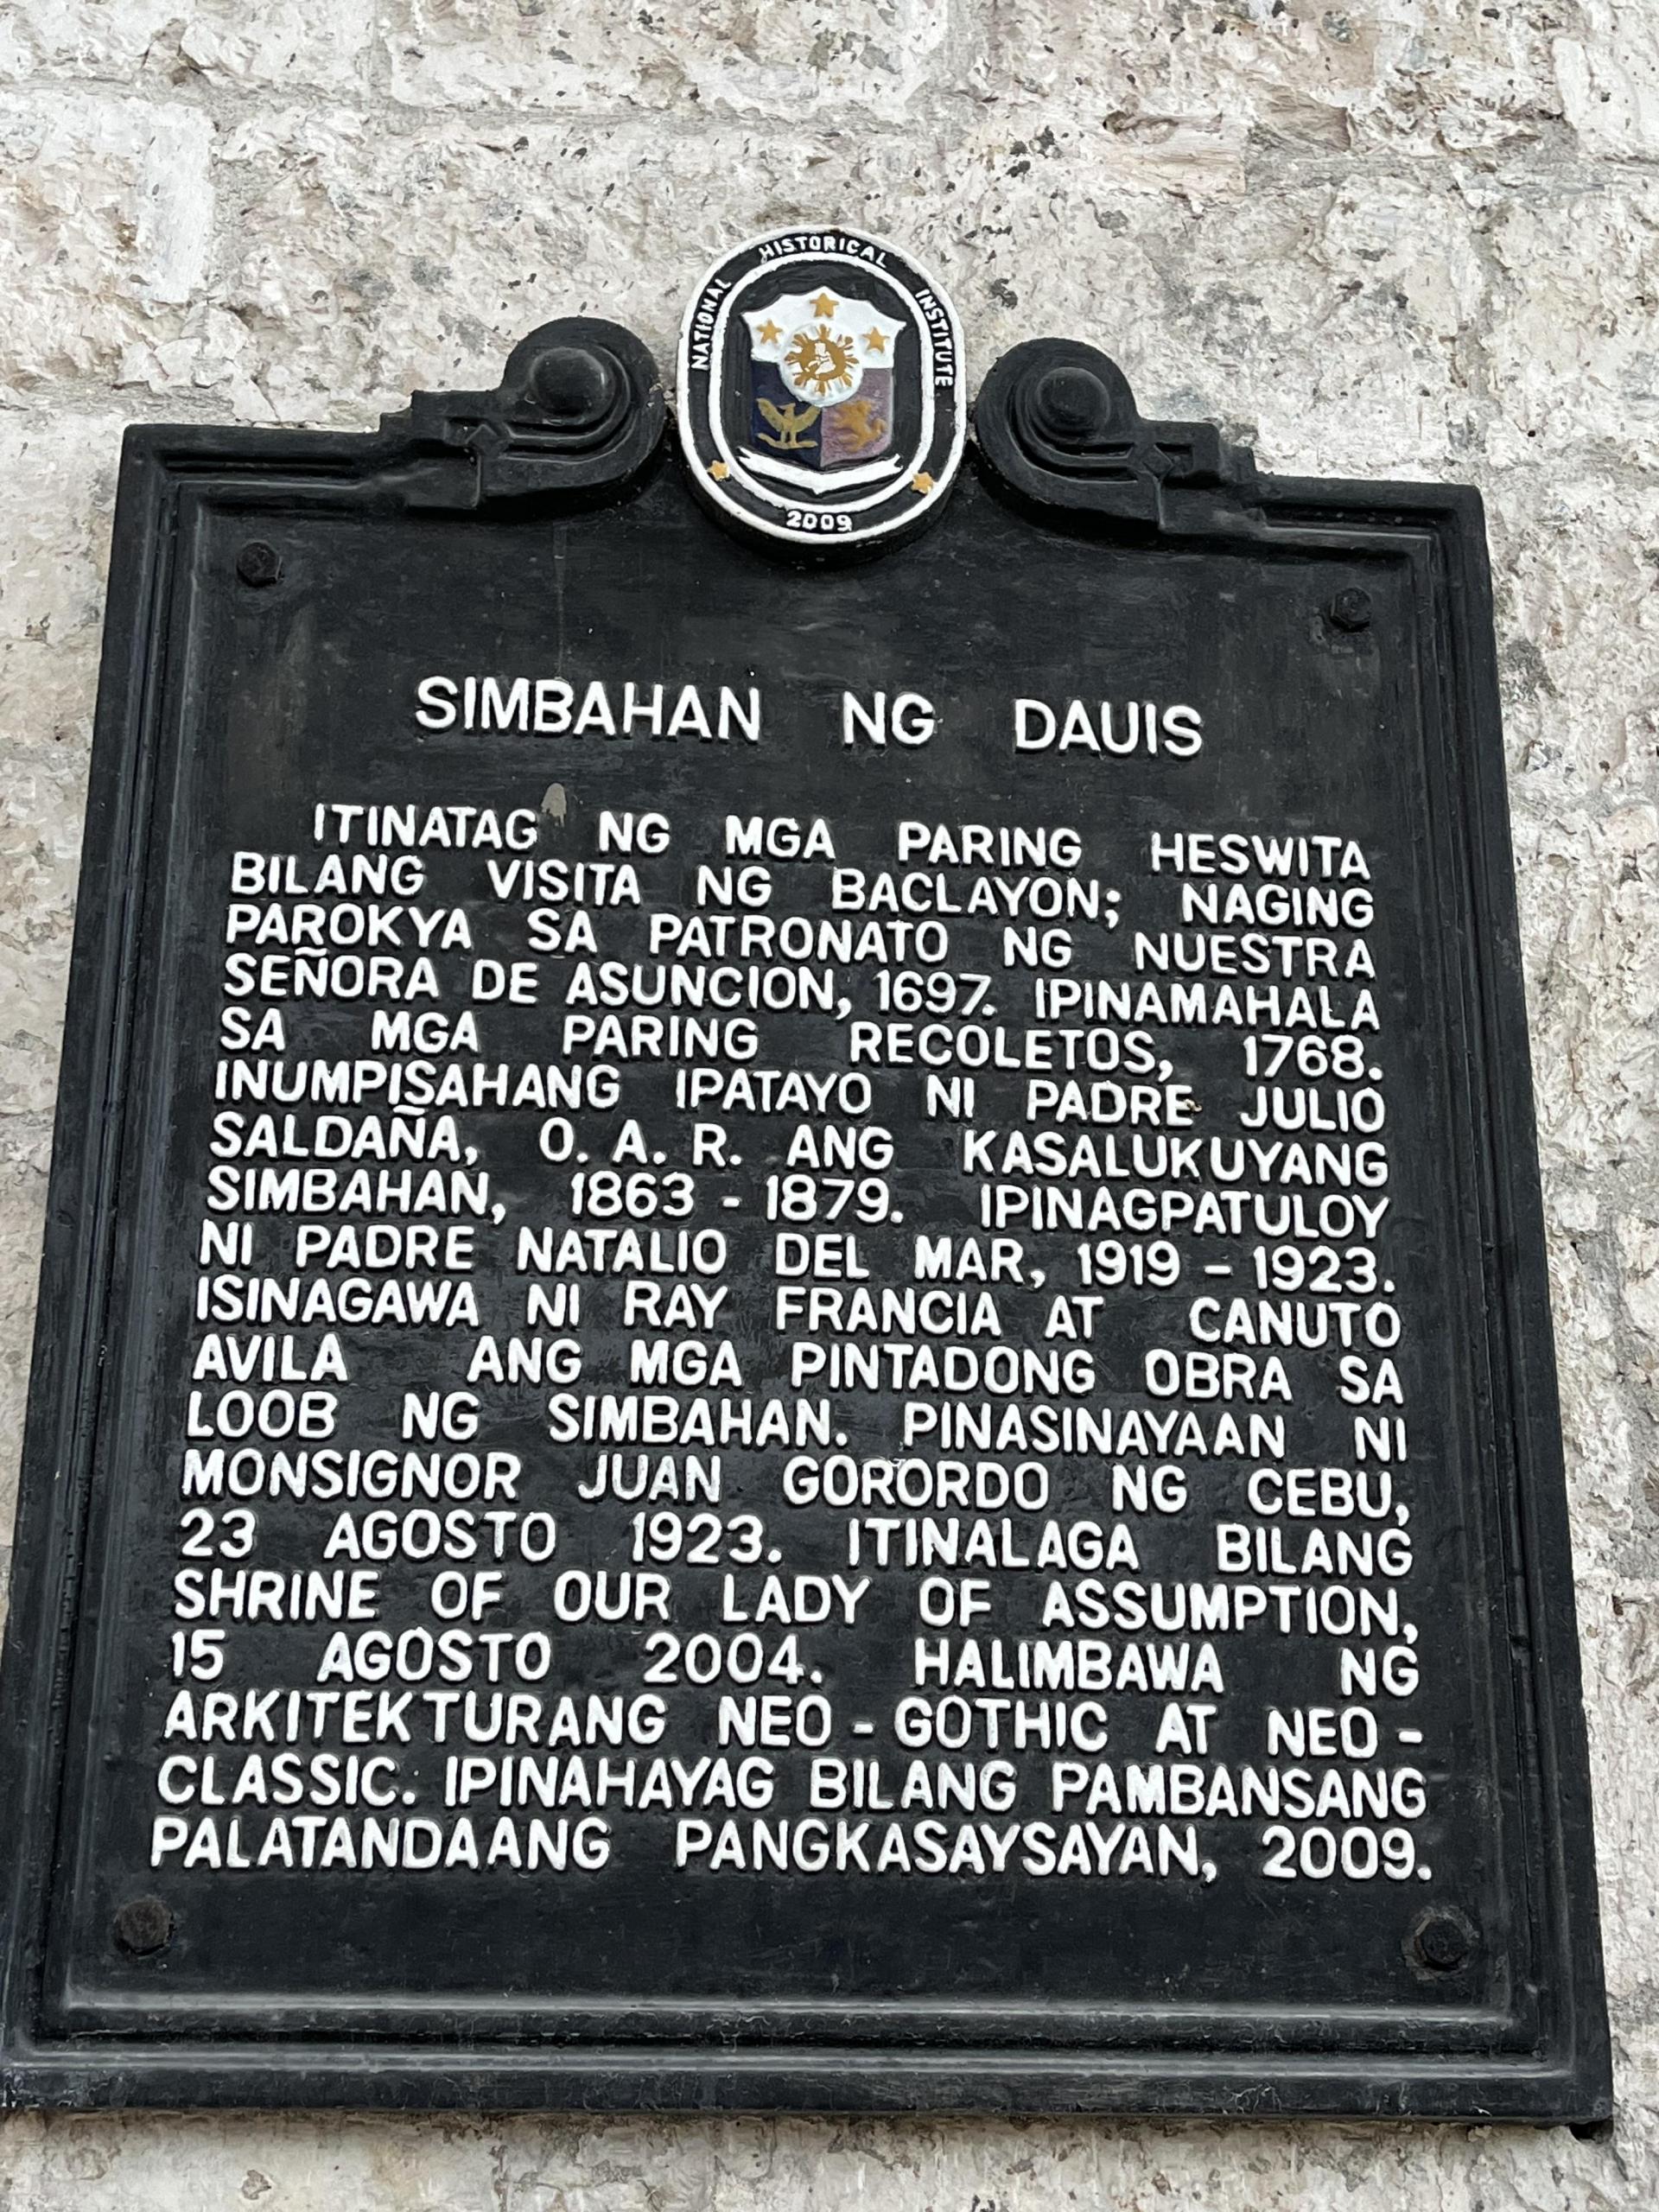 NATIONAL HISTORICAL INSTITUTE
2009
SIMBAHAN NG DAUIS
ITINATAG NG MGA PARING HESWITA
BILANG VISITA NG BACLAYON; NAGING
PAROKYA SA PATRONATO NG NUESTRA
SEÑORA DE ASUNCION, 1697. IPINAMAHALA
SA MGA PARING RECOLETOS, 1768.
INUMPISAHANG IPATAYO NI PADRE JULIO
SALDAÑA, O. A. R. ANG KASALUKUYANG
SIMBAHAN, 1863 - 1879. IPINAGPATULOY
NI PADRE NATALIO DEL MAR, 1919 - 1923.
ISINAGAWA NI RAY FRANCIA AT CANUTO
AVILA ANG MGA PINTADONG OBRA SA
LOOB NG SIMBAHAN. PINASINAYAAN NI
MONSIGNOR JUAN GORORDO NG CEBU,
23 AGOSTO 1923. ITINALAGA BILANG
SHRINE OF OUR LADY OF ASSUMPTION,
15 AGOSTO 2004. HALIMBAWA NG
ARKITEKTURANG NEO - GOTHIC AT NEO -
CLASSIC. IPINAHAYAG BILANG PAMBANSANG
PALATANDAANG PANGKASAYSAYAN, 2009.